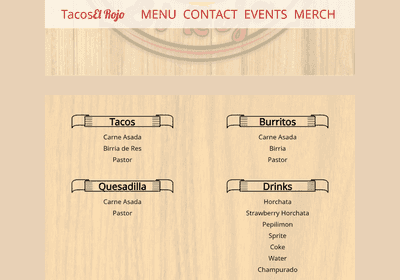 TacosEl Rojo MENU CONTACT EVENTS MERCH
Tacos
Carne Asada
Birria de Res
Pastor
Burritos
Carne Asada
Birria
Pastor
Quesadilla
Carne Asada
Pastor
Drinks
Horchata
Strawberry Horchata
Pepilimon
Sprite
Coke
Water
Champurado